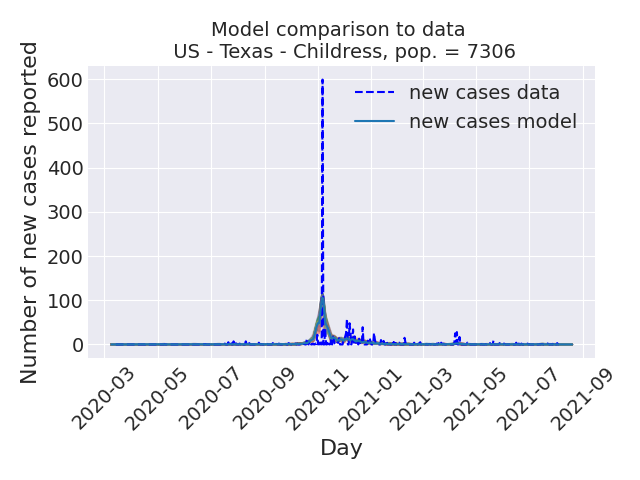 Model comparison to data
US - Texas - Childress, pop. = 7306
Number of new cases reported
600
500
400
300
200
100
0
new cases data
new cases model
2020-03
2020-05
2020-07
2020-09
2020-11
2021-01
2021-03
2021-05
2021-07
2021-09
Day